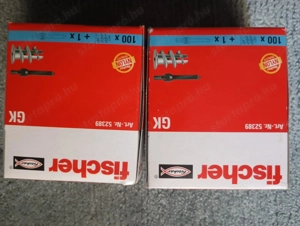 fischer
GK
Art.-Nr. 52389
100 x + 1 x
fischer
GK
Art.-Nr. 52389
100 x + 1 x